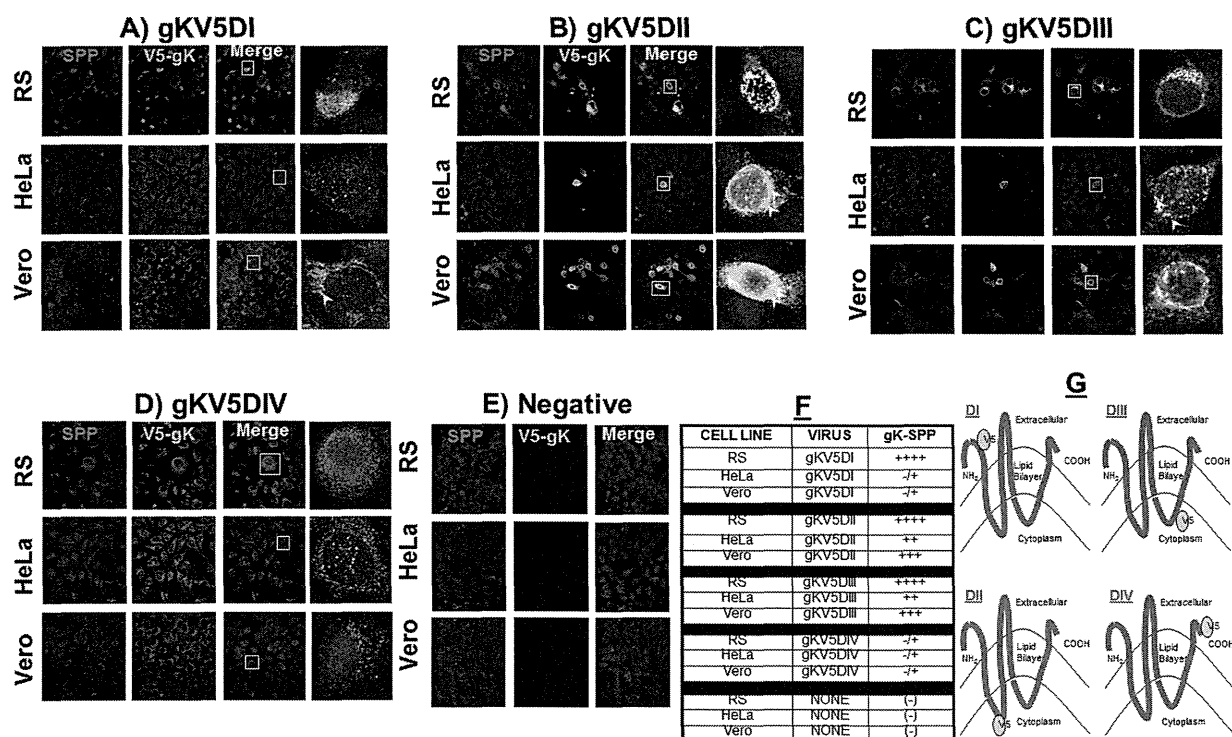 A) gKV5DI
SPP V5-gK Merge
RS
HeLa
Vero
B) gKV5DII
SPP V5-gK Merge
RS
HeLa
Vero
C) gKV5DIII
RS
HeLa
Vero
D) gKV5DIV
SPP V5-gK Merge
RS
HeLa
Vero
E) Negative
SPP V5-gK Merge
RS
HeLa
Vero
F
CELL LINE VIRUS gK-SPP
RS gKV5DI ++++
HeLa gKV5DI -/+
Vero gKV5DI -/+
RS gKV5DII ++++
HeLa gKV5DII ++
Vero gKV5DII +++
RS gKV5DIII ++++
HeLa gKV5DIII ++
Vero gKV5DIII +++
RS gKV5DIV -/+
HeLa gKV5DIV -/+
Vero gKV5DIV -/+
RS NONE (-)
HeLa NONE (-)
Vero NONE (-)
G
DI
Extracellular
V5
NH2
Lipid
Bilayer
COOH
Cytoplasm
DIII
Extracellular
NH2
Lipid
Bilayer
COOH
V5
Cytoplasm
DII
Extracellular
NH2
Lipid
Bilayer
COOH
V5
Cytoplasm
DIV
Extracellular
V5
NH2
Lipid
Bilayer
COOH
Cytoplasm